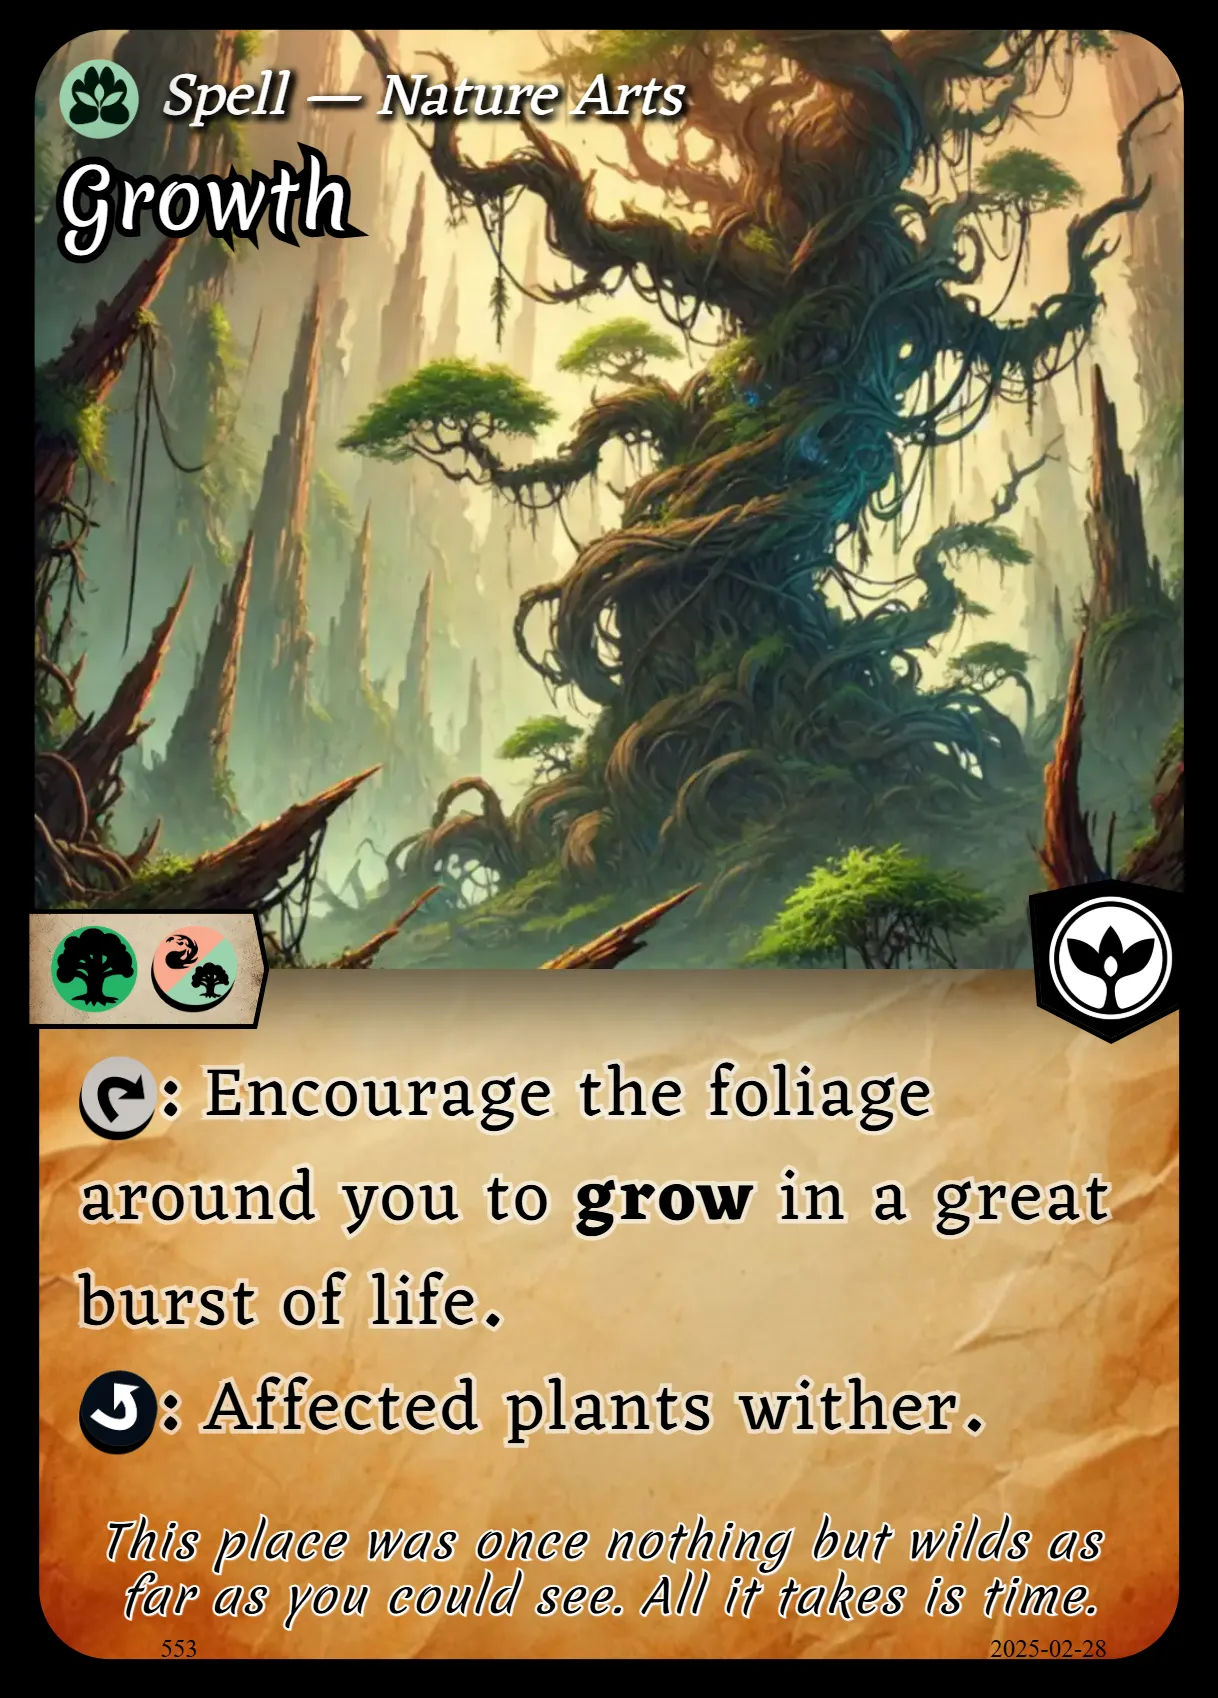 Spell — Nature Arts
Growth
: Encourage the foliage
around you to grow in a great
burst of life.
: Affected plants wither.
This place was once nothing but wilds as
far as you could see. All it takes is time.
553
2025-02-28